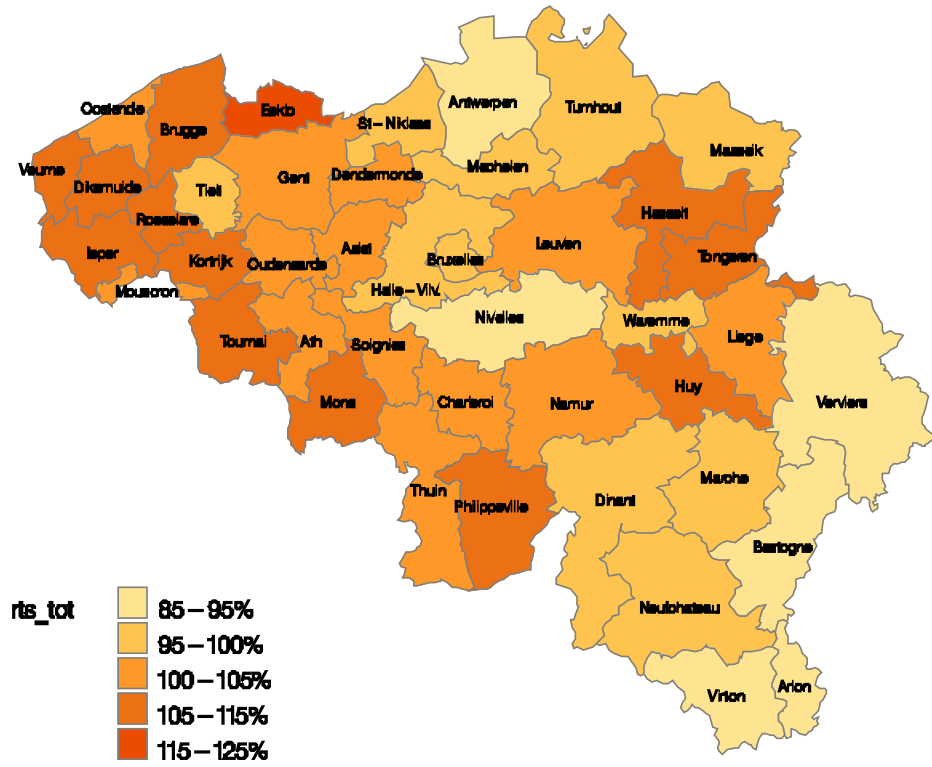 Oostende
Brugge
Eeklo
St-Niklaas
Antwerpen
Turnhout
Maaseik
Veurne
Diksmuide
Tielt
Gent
Dendermonde
Mechelen
Roeselare
Hasselt
Ieper
Kortrijk
Oudenaarde
Aalst
Bruxelles
Leuven
Tongeren
Mouscron
Halle-Vilv.
Nivelles
Waremme
Liege
Tournai
Ath
Soignies
Mons
Charleroi
Namur
Huy
Verviers
Thuin
Philippeville
Dinant
Marche
Bastogne
Neufchateau
Virton
Arlon
rts_tot
85-95%
95-100%
100-105%
105-115%
115-125%